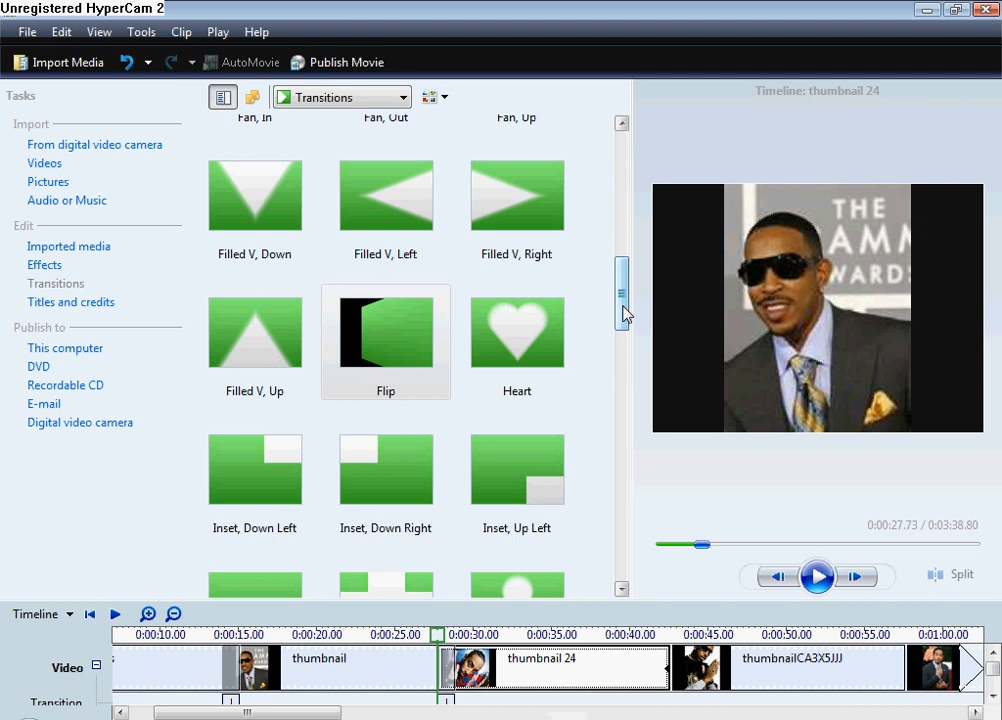 Unregistered HyperCam 2
File Edit View Tools Clip Play Help
Import Media AutoMovie Publish Movie
Tasks
Import
From digital video camera
Videos
Pictures
Audio or Music
Edit
Imported media
Effects
Transitions
Titles and credits
Publish to
This computer
DVD
Recordable CD
E-mail
Digital video camera
Transitions
Fan, In Fan, Out Fan, Up
Filled V, Down Filled V, Left Filled V, Right
Filled V, Up Flip Heart
Inset, Down Left Inset, Down Right Inset, Up Left
Timeline: thumbnail 24
THE
AMM
WARDS
0:00:27.73 / 0:03:38.80
Split
Timeline
0:00:10.00 0:00:15.00 0:00:20.00 0:00:25.00 0:00:30.00 0:00:35.00 0:00:40.00 0:00:45.00 0:00:50.00 0:00:55.00 0:01:00.00
Video thumbnail thumbnail 24 thumbnailCA3X5JJJ
Transition